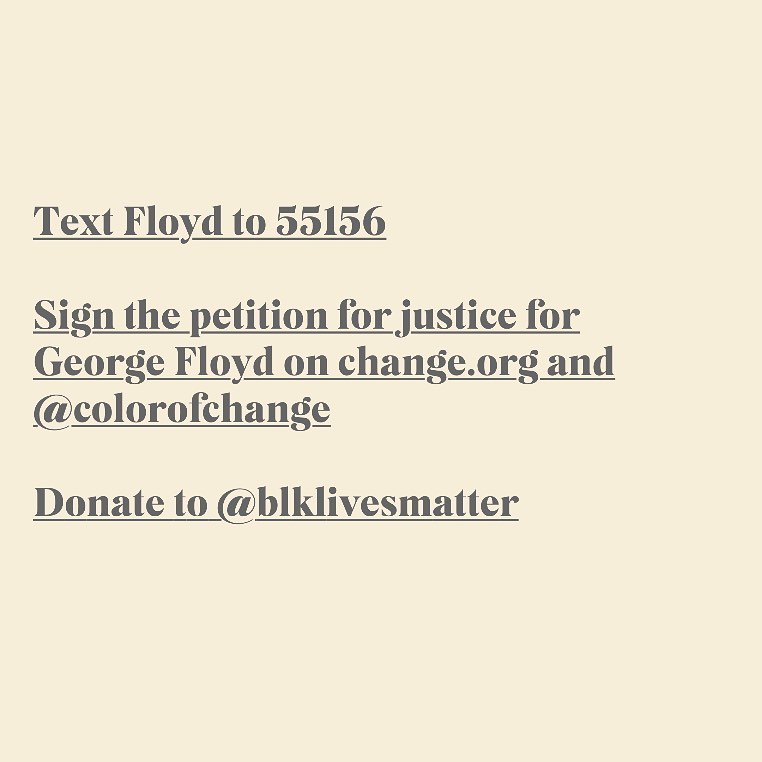 Text Floyd to 55156
Sign the petition for justice for
George Floyd on change.org and
@colorofchange
Donate to @blklivesmatter